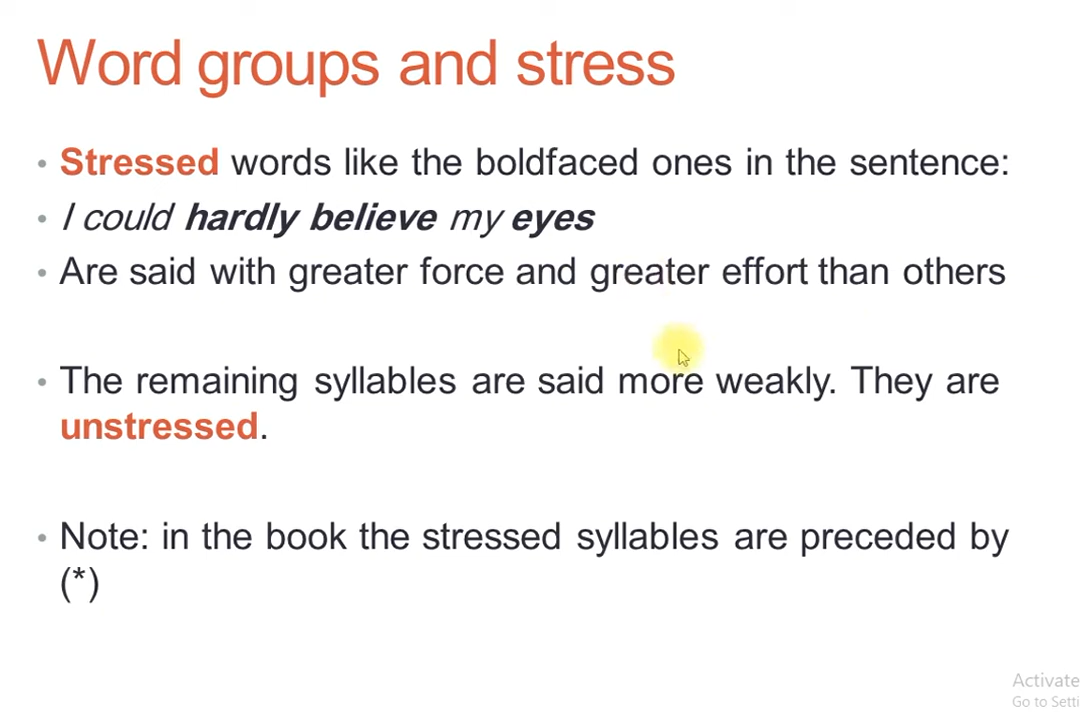 Word groups and stress
• Stressed words like the boldfaced ones in the sentence:
• I could hardly believe my eyes
• Are said with greater force and greater effort than others
• The remaining syllables are said more weakly. They are
unstressed.
• Note: in the book the stressed syllables are preceded by
(*)
Activate
Go to Setti